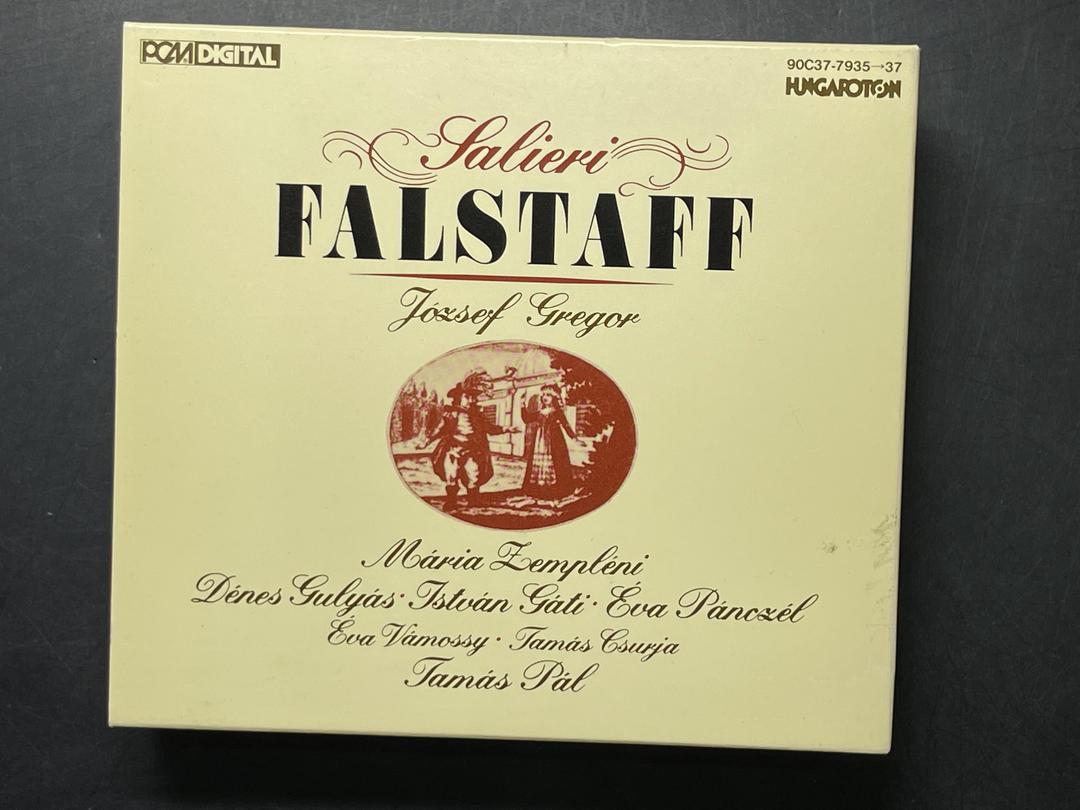 PCM DIGITAL
90C37-7935→37
HUNGAROTON
Salieri
FALSTAFF
József Gregor
Mária Zempléni
Dénes Gulyás · István Gáti · Éva Pánczél
Éva Vámossy · Tamás Csurja
Tamás Pál